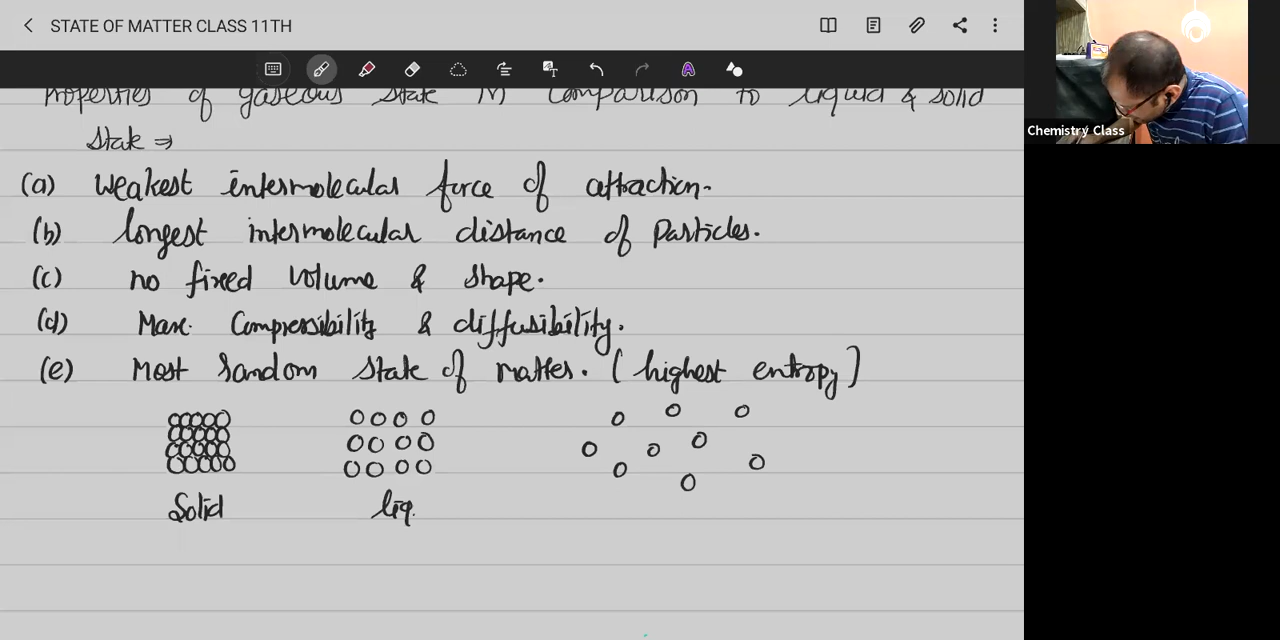 STATE OF MATTER CLASS 11TH
Properties of gaseous state in comparison to liquid & solid
state ⇒
Chemistry Class
(a) weakest intermolecular force of attraction.
(b) longest intermolecular distance of particles.
(c) no fixed volume & shape.
(d) Max. Compressibility & diffusibility.
(e) Most random state of matter. [highest entropy]
Solid liq.